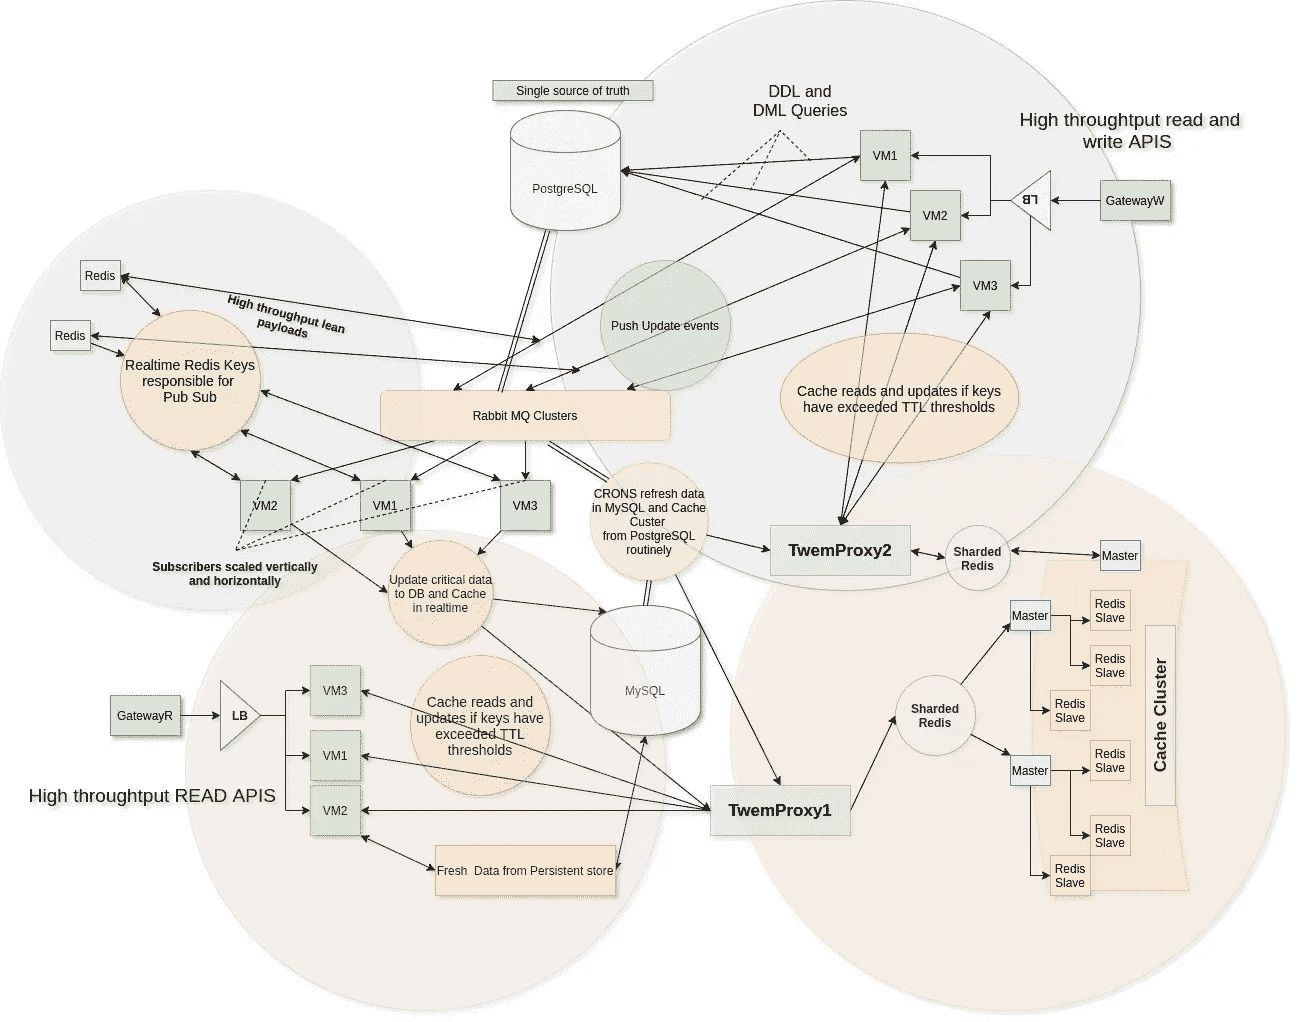 Single source of truth
PostgreSQL
DDL and
DML Queries
High throughtput read and
write APIS
VM1
VM2
VM3
LB
GatewayW
Push Update events
Cache reads and updates if keys
have exceeded TTL thresholds
Redis
Redis
High throughput lean
payloads
Realtime Redis Keys
responsible for
Pub Sub
Rabbit MQ Clusters
VM2
VM1
VM3
Subscribers scaled vertically
and horizontally
CRONS refresh data
in MySQL and Cache
Custer
from PostgreSQL
routinely
TwemProxy2
Sharded
Redis
Master
Update critical data
to DB and Cache
in realtime
MySQL
GatewayR
LB
VM3
VM1
VM2
High throughtput READ APIS
Cache reads and
updates if keys have
exceeded TTL
thresholds
Fresh Data from Persistent store
TwemProxy1
Sharded
Redis
Master
Redis
Slave
Redis
Slave
Redis
Slave
Master
Redis
Slave
Redis
Slave
Redis
Slave
Cache Cluster